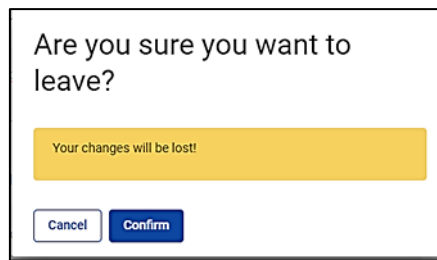 Are you sure you want to
leave?
Your changes will be lost!
Cancel
Confirm